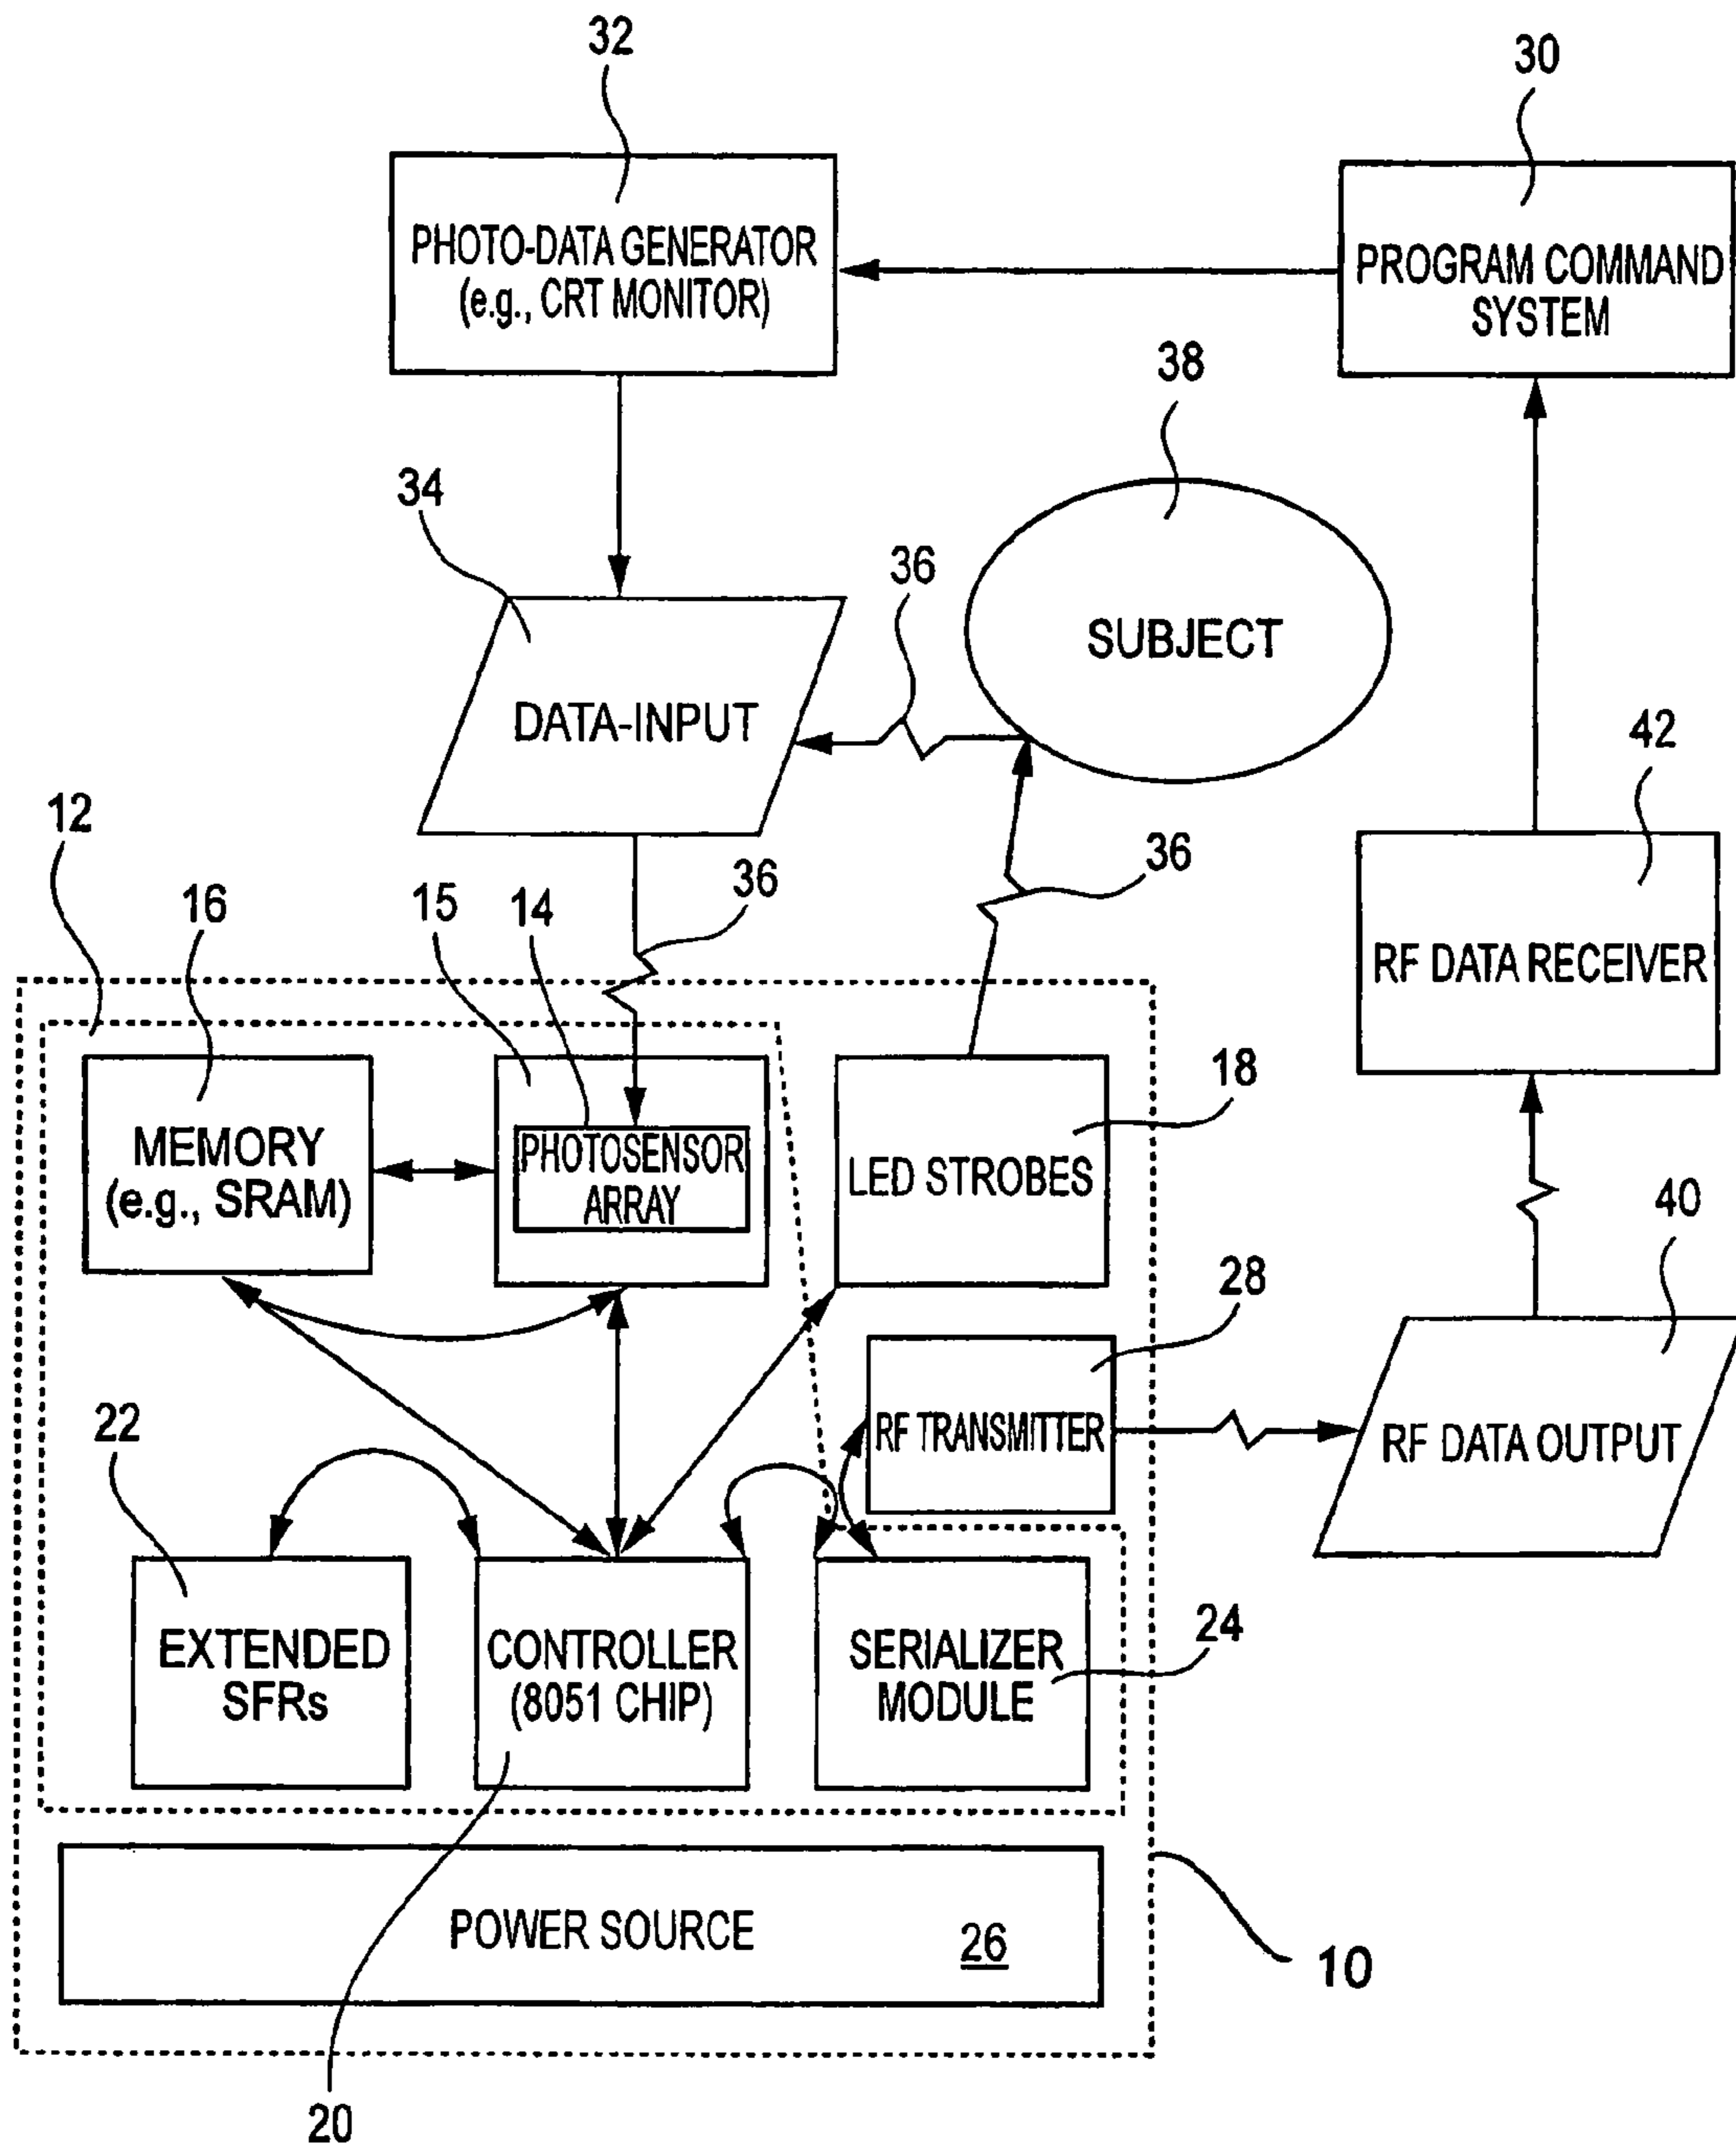 32
30
PHOTO-DATA GENERATOR
(e.g., CRT MONITOR)
PROGRAM COMMAND
SYSTEM
38
34
36
SUBJECT
DATA-INPUT
42
12
36
36
16
15
14
RF DATA RECEIVER
18
MEMORY
(e.g., SRAM)
PHOTOSENSOR
ARRAY
LED STROBES
40
28
22
RF TRANSMITTER
RF DATA OUTPUT
24
EXTENDED
SFRs
CONTROLLER
(8051 CHIP)
SERIALIZER
MODULE
POWER SOURCE
26
10
20